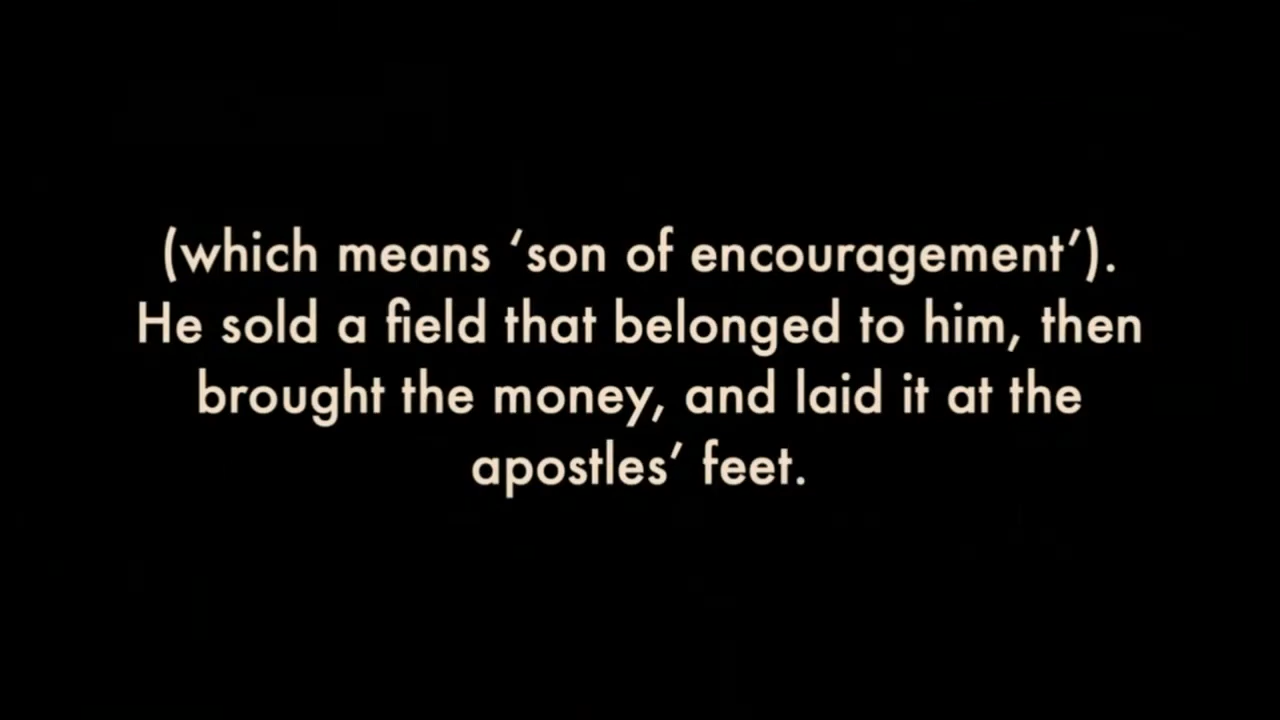 (which means ‘son of encouragement’).
He sold a field that belonged to him, then
brought the money, and laid it at the
apostles’ feet.